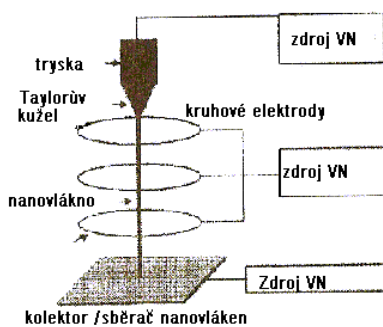 zdroj VN
tryska
Taylorův
kužel
kruhové elektrody
zdroj VN
nanovlákno
Zdroj VN
kolektor /sběrač nanovláken